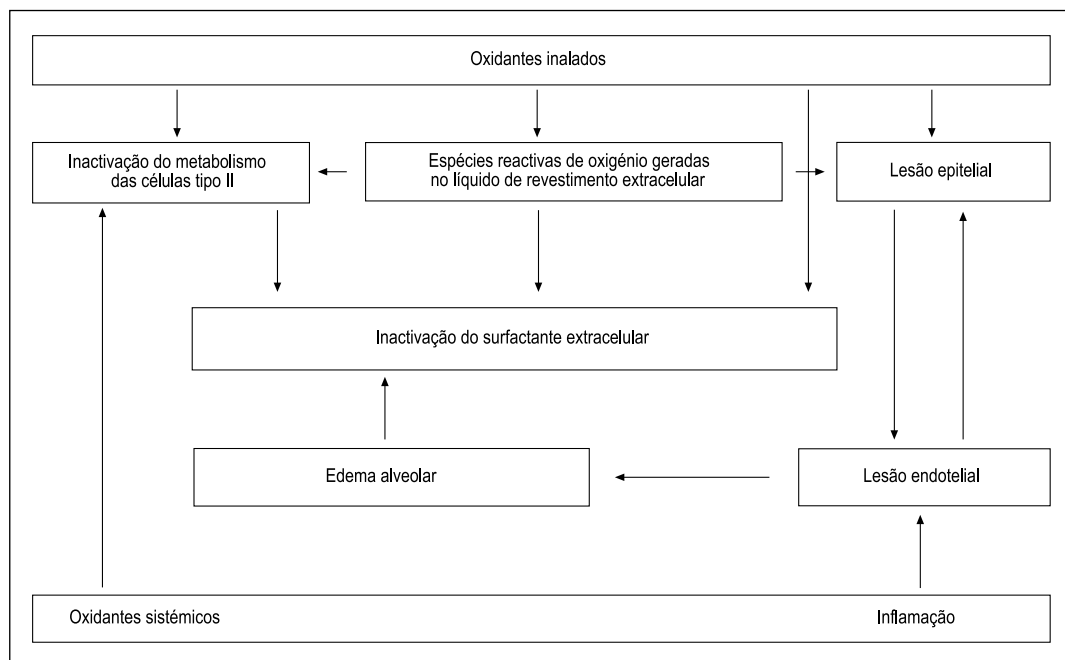 Oxidantes inalados
Inactivação do metabolismo
das células tipo II
Espécies reactivas de oxigénio geradas
no líquido de revestimento extracelular
Lesão epitelial
Inactivação do surfactante extracelular
Edema alveolar
Lesão endotelial
Oxidantes sistémicos
Inflamação